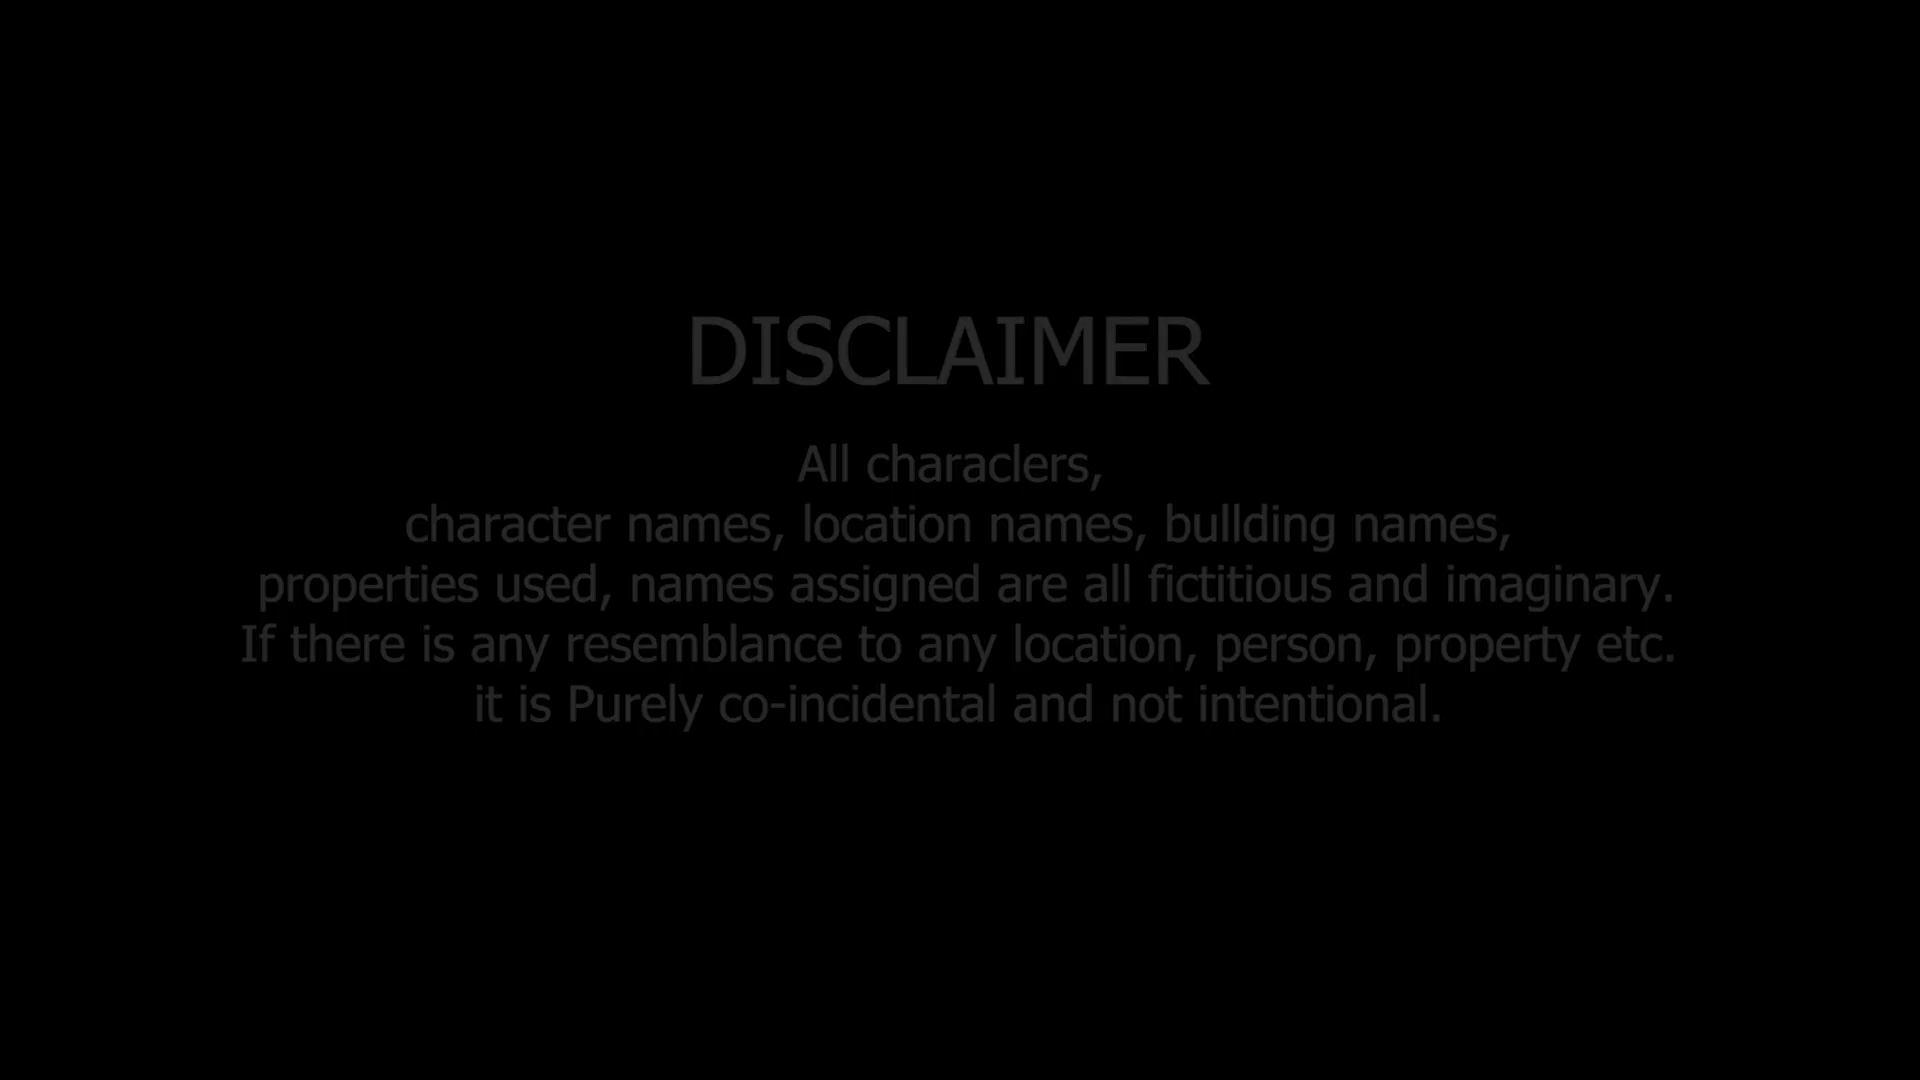 DISCLAIMER
All characlers,
character names, location names, bullding names,
properties used, names assigned are all fictitious and imaginary.
If there is any resemblance to any location, person, property etc.
it is Purely co-incidental and not intentional.